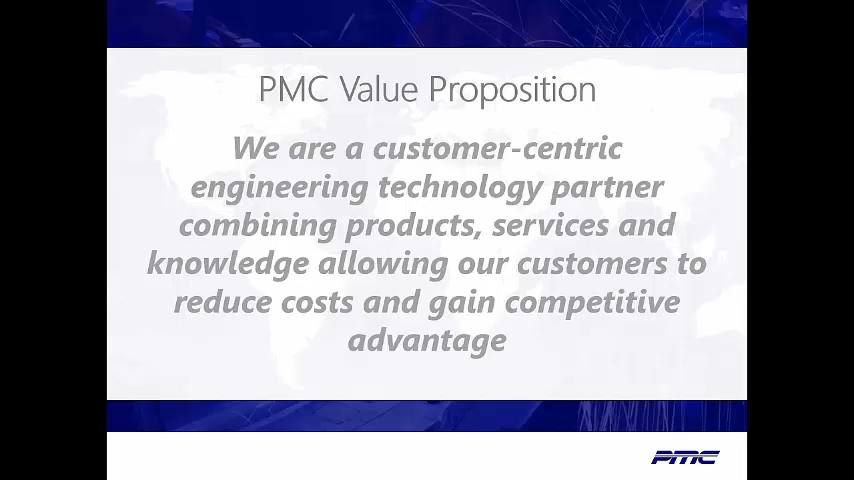 PMC Value Proposition
We are a customer-centric
engineering technology partner
combining products, services and
knowledge allowing our customers to
reduce costs and gain competitive
advantage
PMC